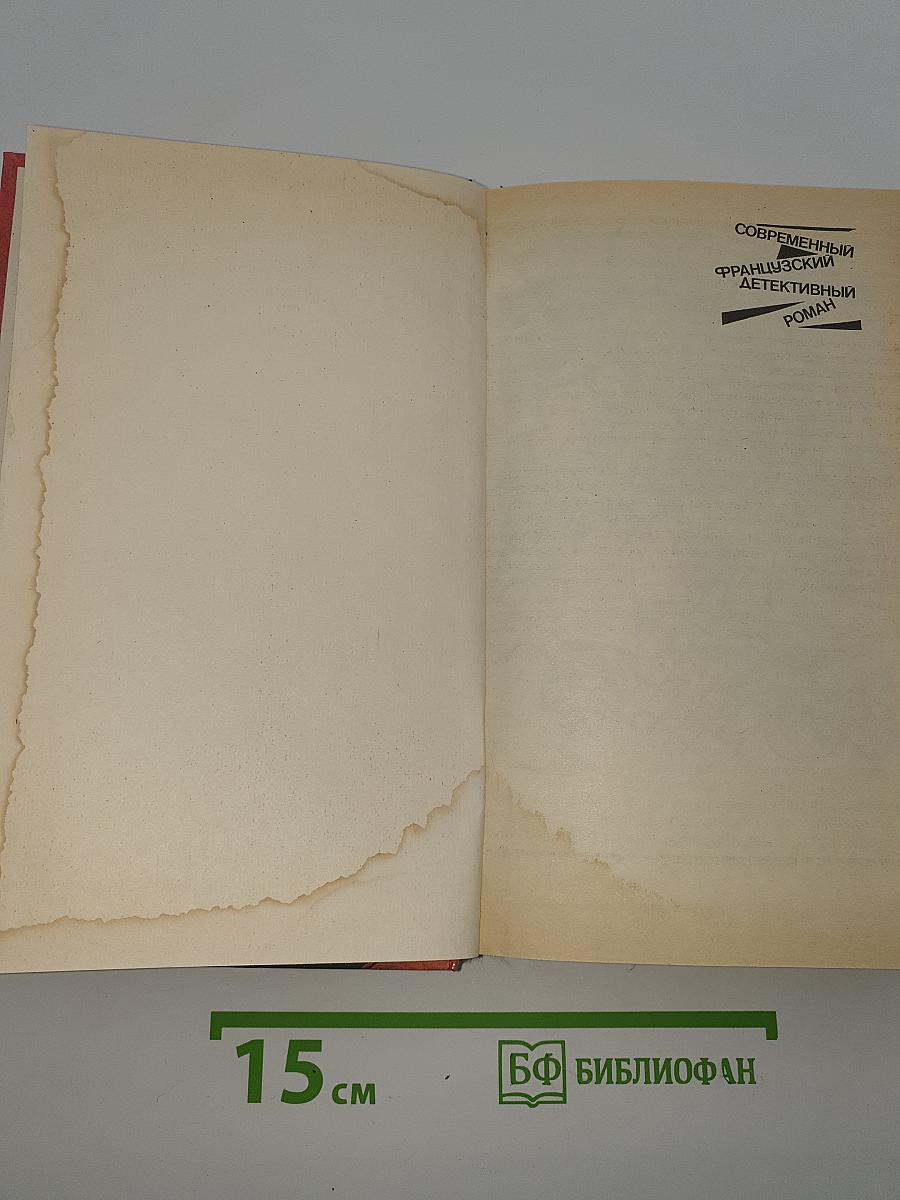 СОВРЕМЕННЫЙ
ФРАНЦУЗСКИЙ
ДЕТЕКТИВНЫЙ
РОМАН
15 см
БФ БИБЛИОФАН